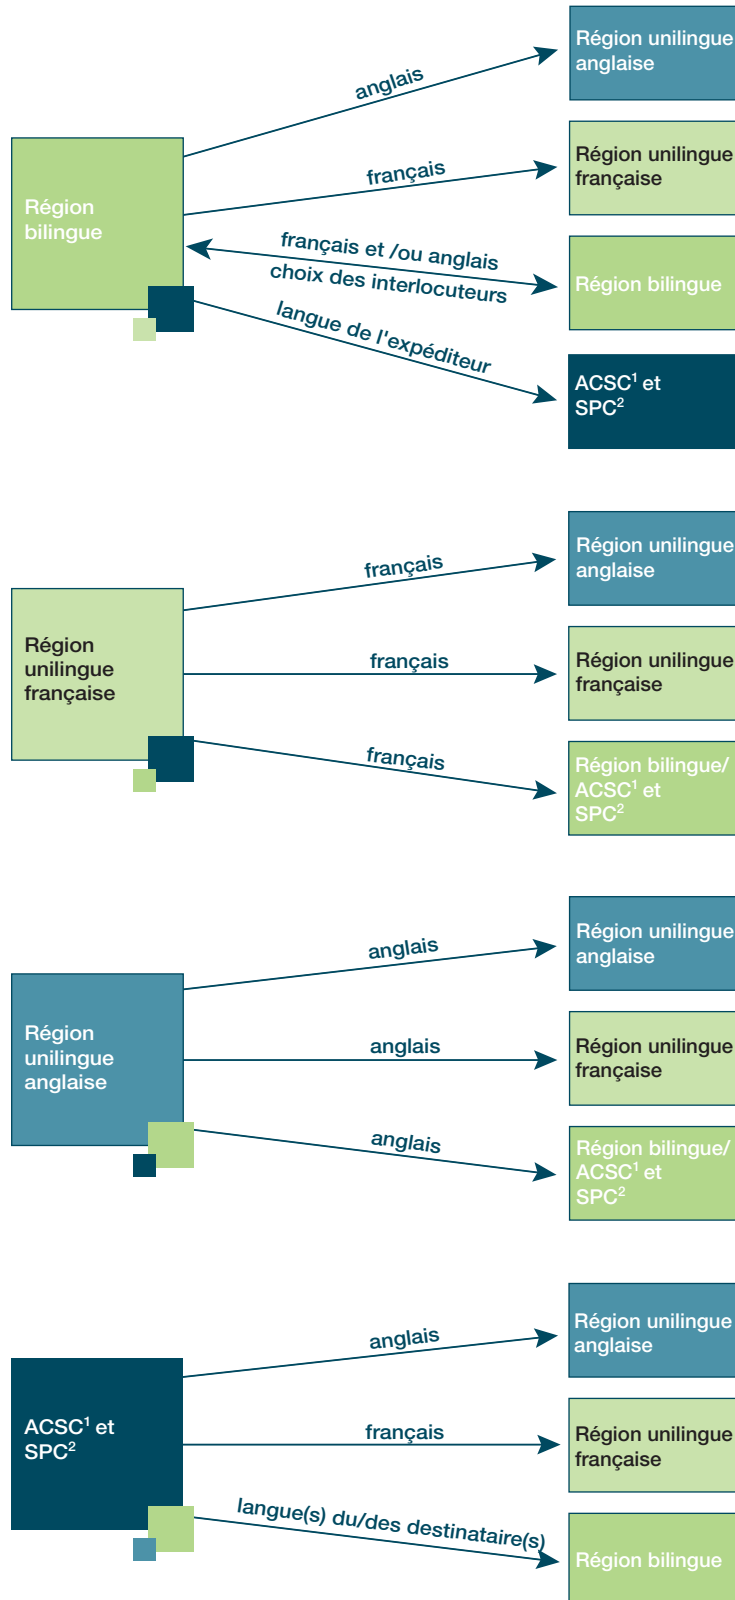 Région
bilingue
anglais
Région unilingue
anglaise
français
Région unilingue
française
français et /ou anglais
choix des interlocuteurs
Région bilingue
langue de l'expéditeur
ACSC¹ et
SPC²
Région
unilingue
française
français
Région unilingue
anglaise
français
Région unilingue
française
français
Région bilingue/
ACSC¹ et
SPC²
Région
unilingue
anglaise
anglais
Région unilingue
anglaise
anglais
Région unilingue
française
anglais
Région bilingue/
ACSC¹ et
SPC²
ACSC¹ et
SPC²
anglais
Région unilingue
anglaise
français
Région unilingue
française
langue(s) du/des destinataire(s)
Région bilingue